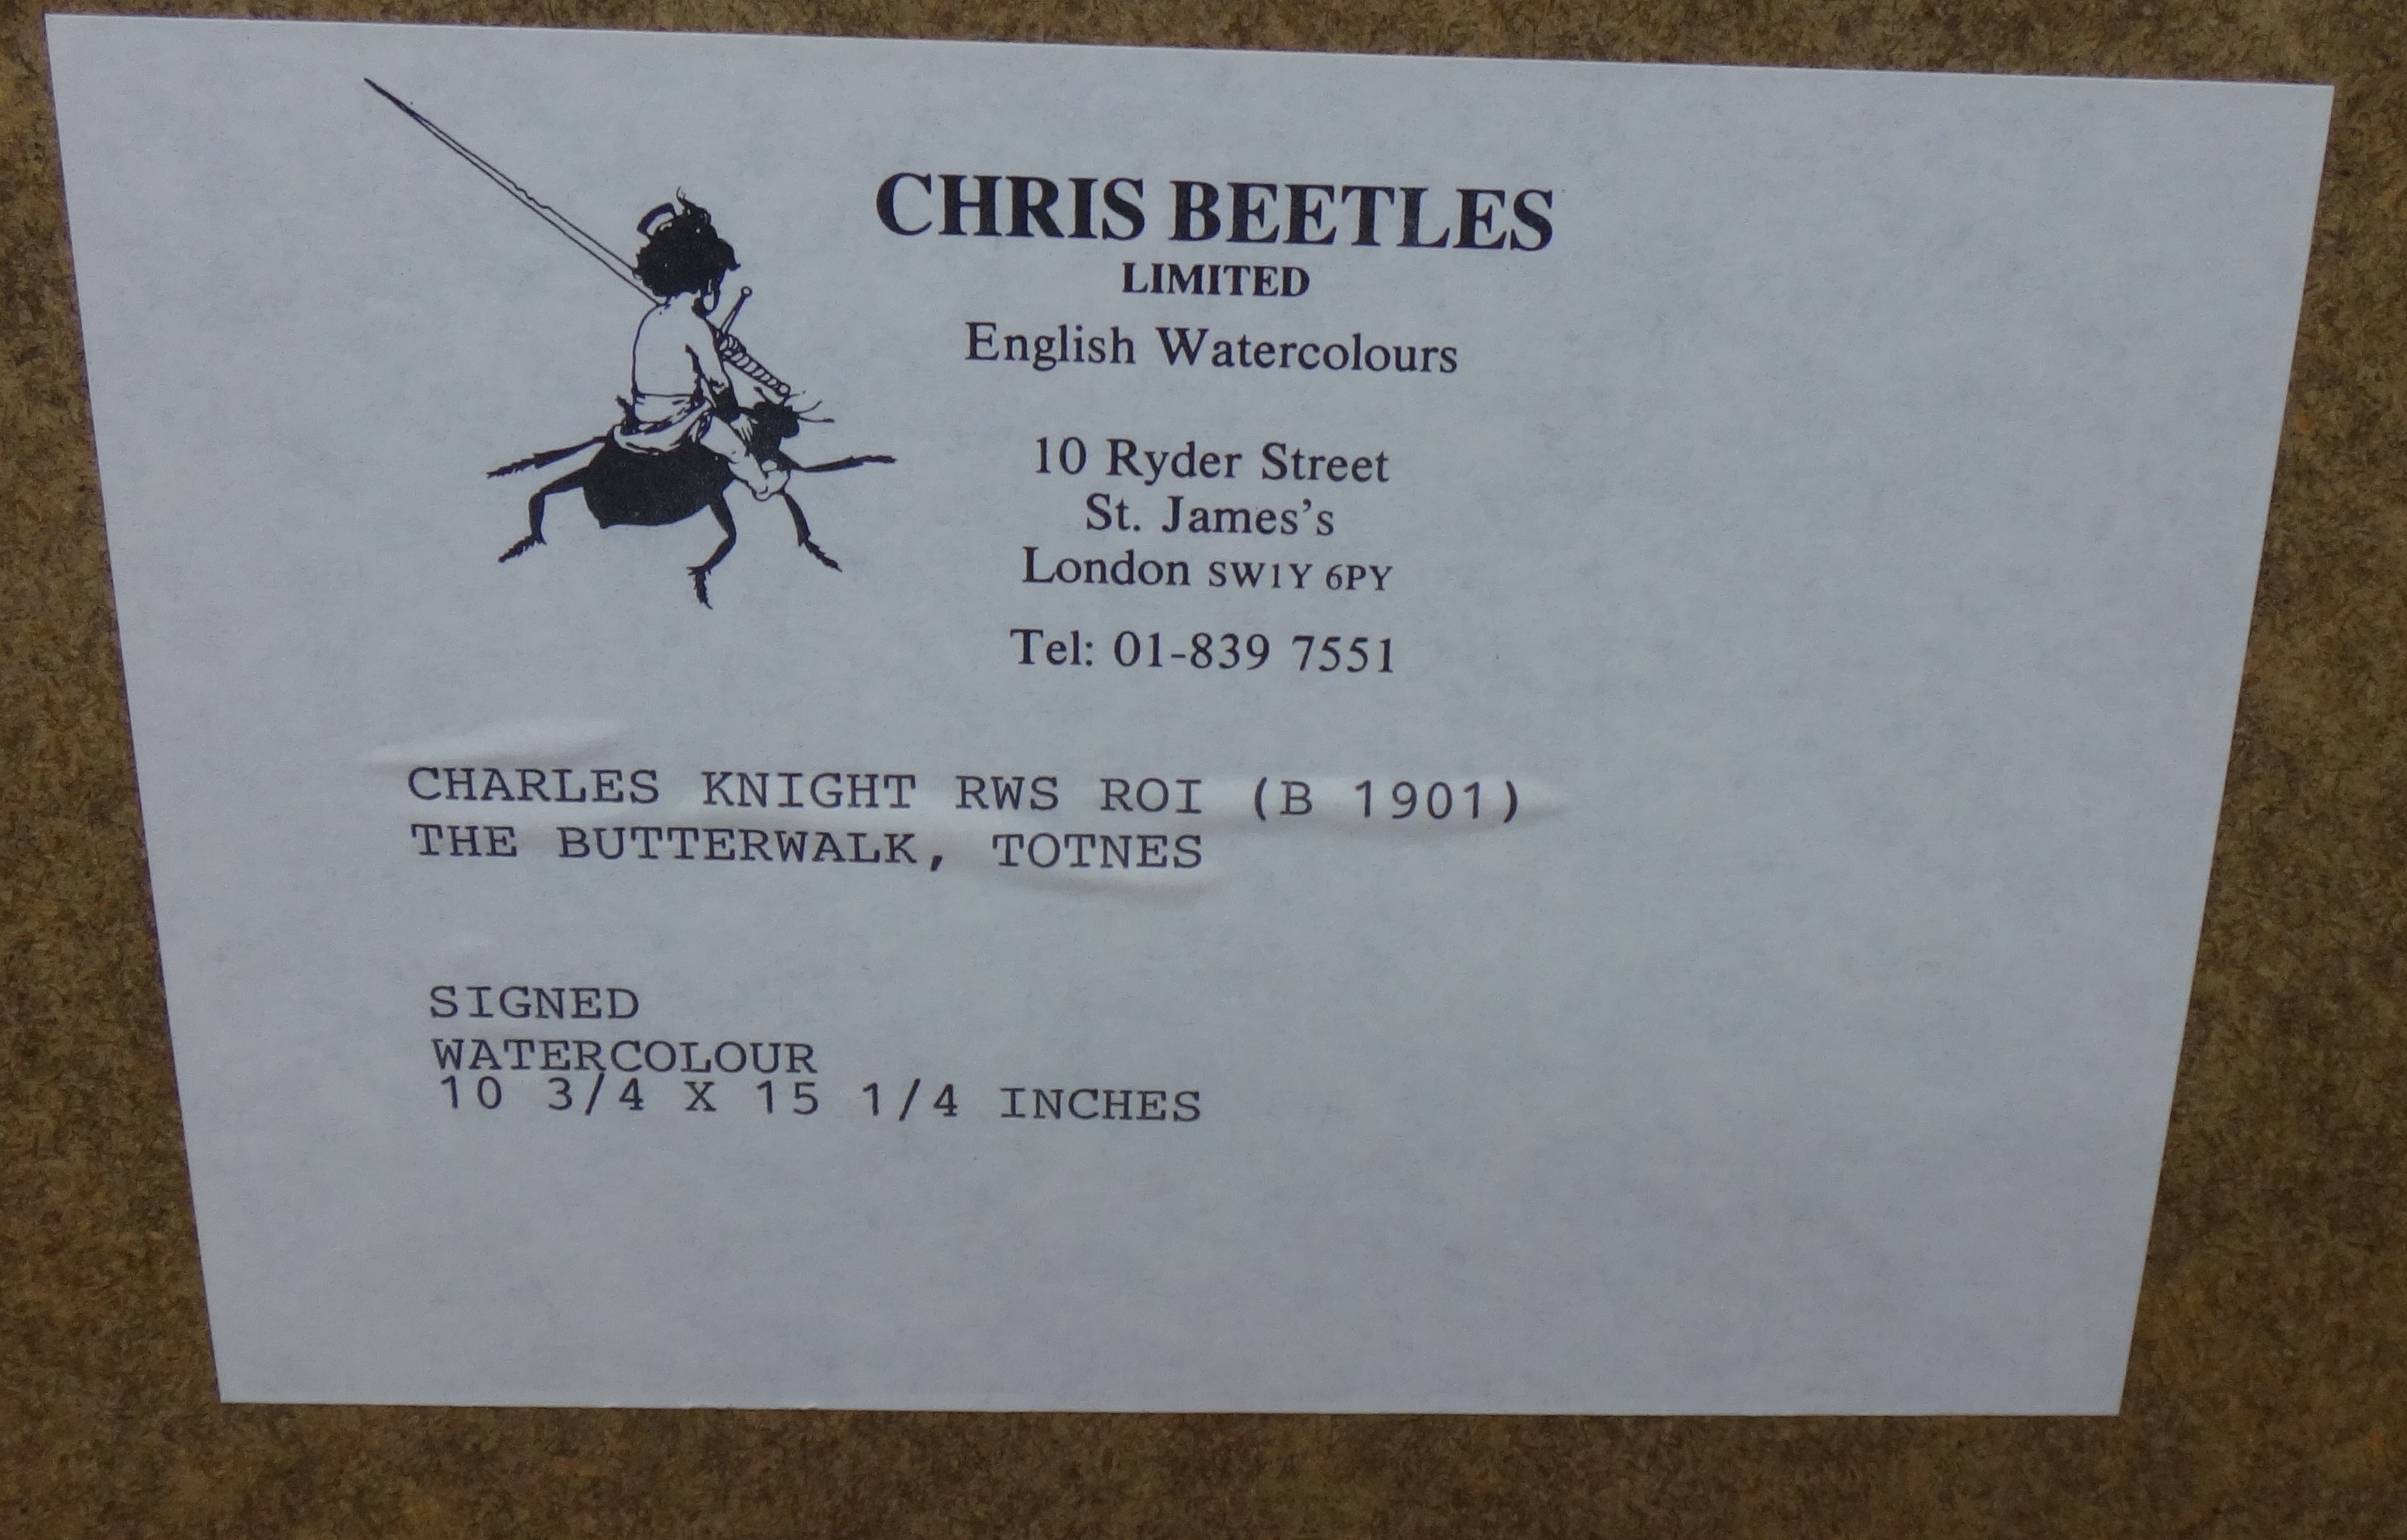 CHRIS BEETLES
LIMITED
English Watercolours
10 Ryder Street
St. James's
London SW1Y 6PY
Tel: 01-839 7551
CHARLES KNIGHT RWS ROI (B 1901)
THE BUTTERWALK, TOTNES
SIGNED
WATERCOLOUR
10 3/4 X 15 1/4 INCHES